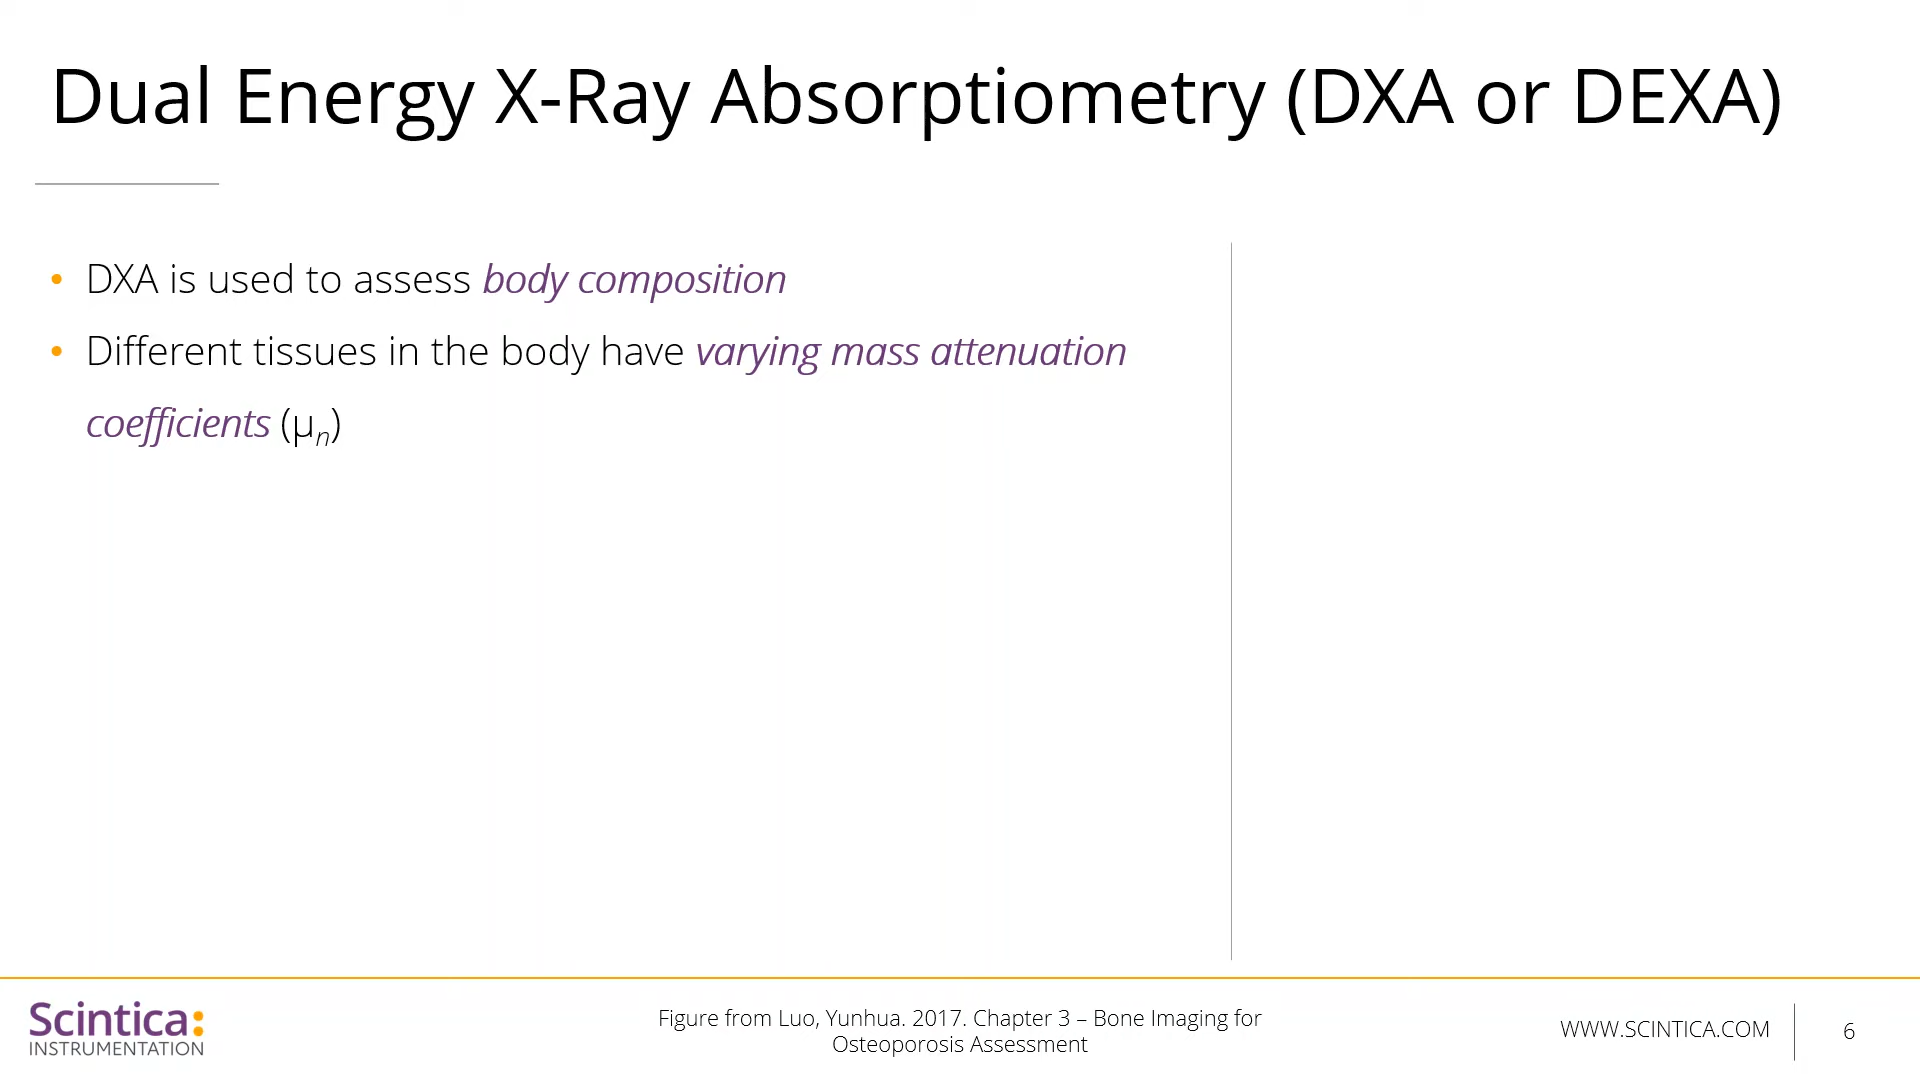 Dual Energy X-Ray Absorptiometry (DXA or DEXA)
• DXA is used to assess body composition
• Different tissues in the body have varying mass attenuation
coefficients (μn)
Scintica:
INSTRUMENTATION
Figure from Luo, Yunhua. 2017. Chapter 3 – Bone Imaging for
Osteoporosis Assessment
WWW.SCINTICA.COM
6